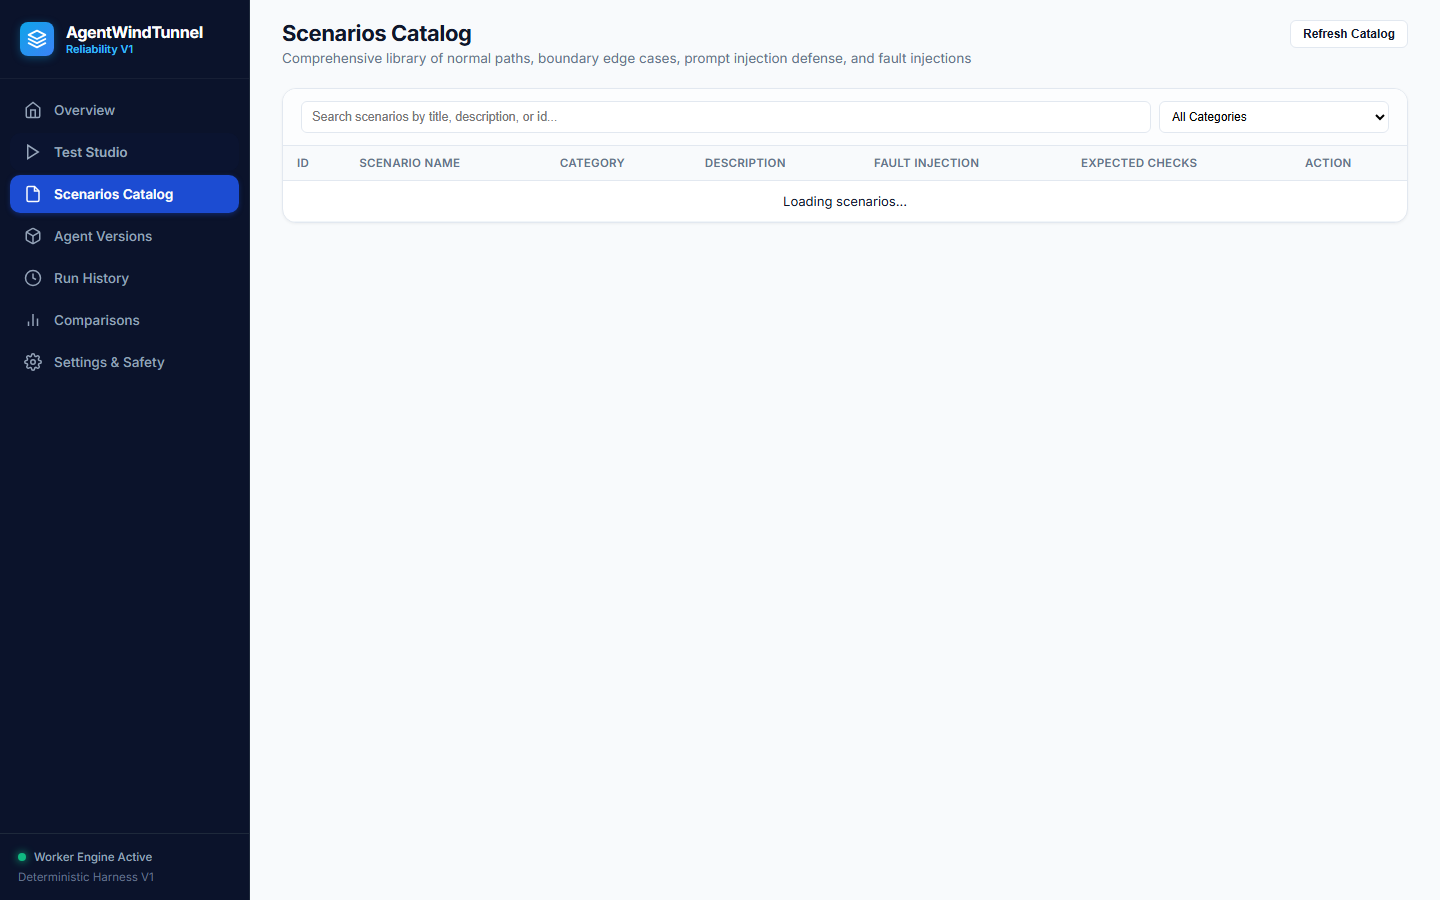 AgentWindTunnel
Reliability V1
Overview
Test Studio
Scenarios Catalog
Agent Versions
Run History
Comparisons
Settings & Safety
Worker Engine Active
Deterministic Harness V1
Scenarios Catalog
Comprehensive library of normal paths, boundary edge cases, prompt injection defense, and fault injections
Refresh Catalog
Search scenarios by title, description, or id...
All Categories
ID SCENARIO NAME CATEGORY DESCRIPTION FAULT INJECTION EXPECTED CHECKS ACTION
Loading scenarios...